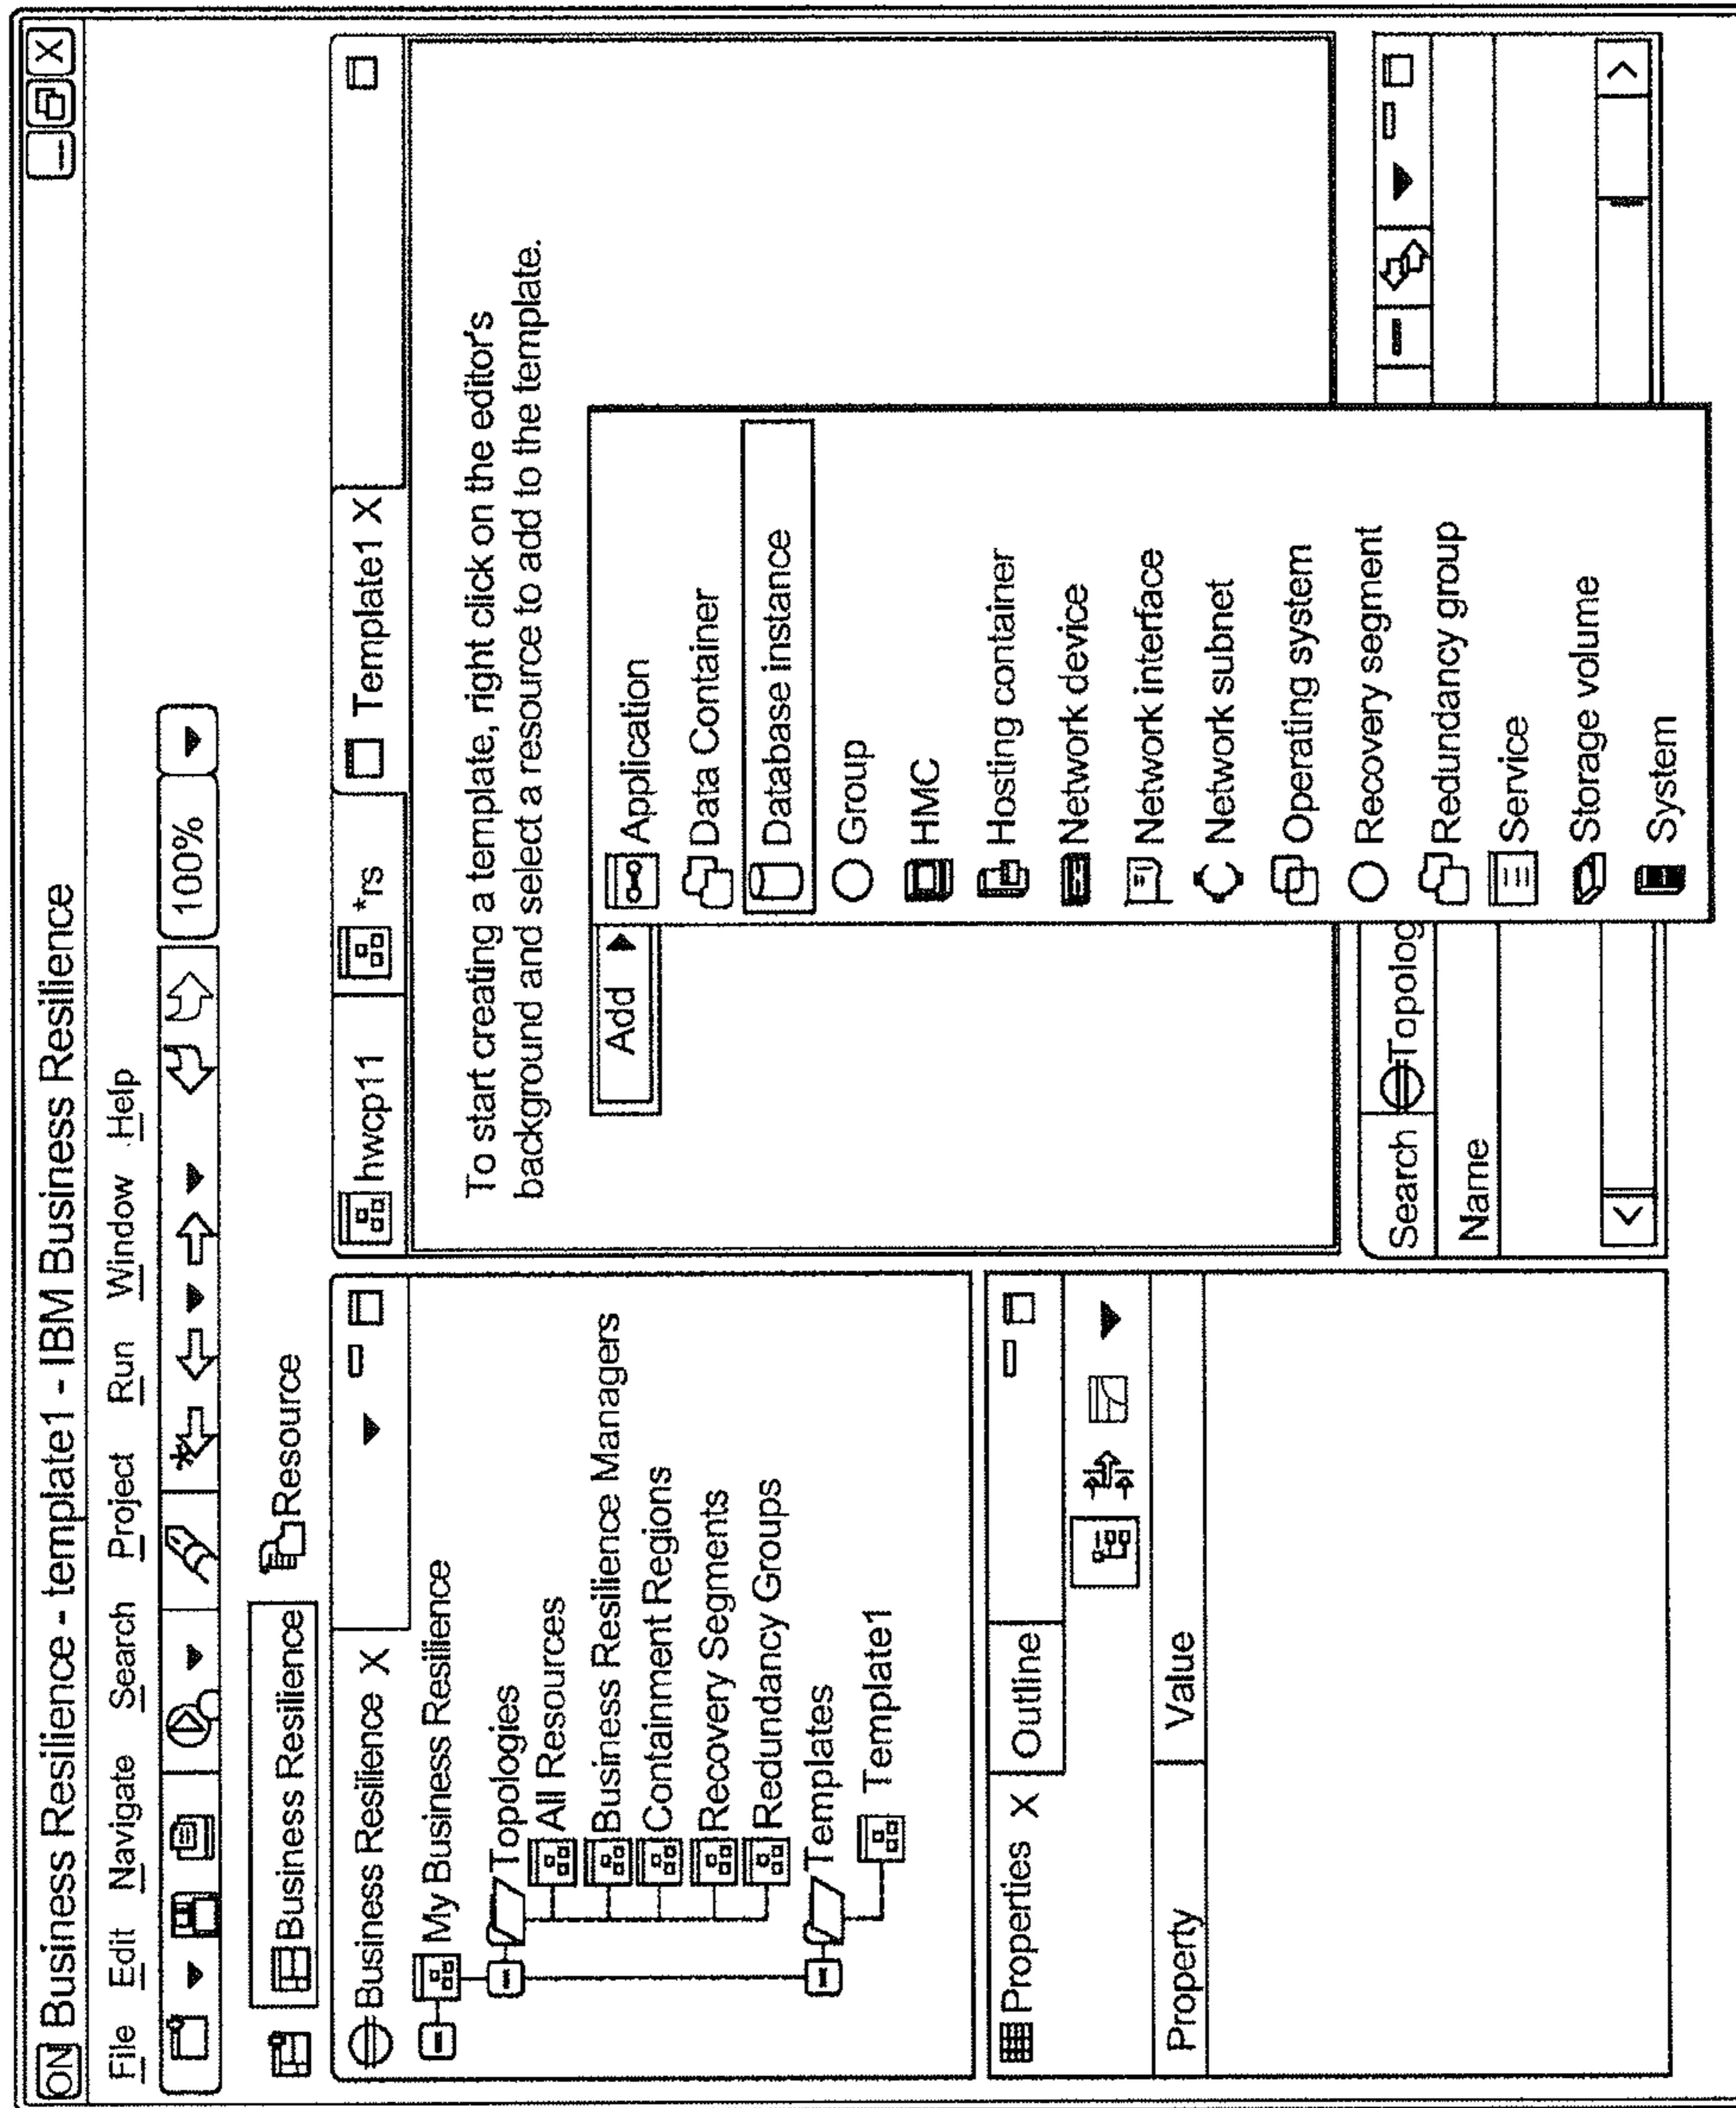 ON Business Resilience - template1 - IBM Business Resilience
X
File Edit Navigate Search Project Run Window Help
100%
Business Resilience Resource
Business Resilience X
My Business Resilience
Topologies
All Resources
Business Resilience Managers
Containment Regions
Recovery Segments
Redundancy Groups
Templates
Template1
Properties X Outline
Property Value
hwcp11 *rs Template1 X
To start creating a template, right click on the editor's
background and select a resource to add to the template.
Add
Application
Data Container
Database instance
Group
HMC
Hosting container
Network device
Network interface
Network subnet
Operating system
Recovery segment
Redundancy group
Service
Storage volume
System
Search Topolog
Name